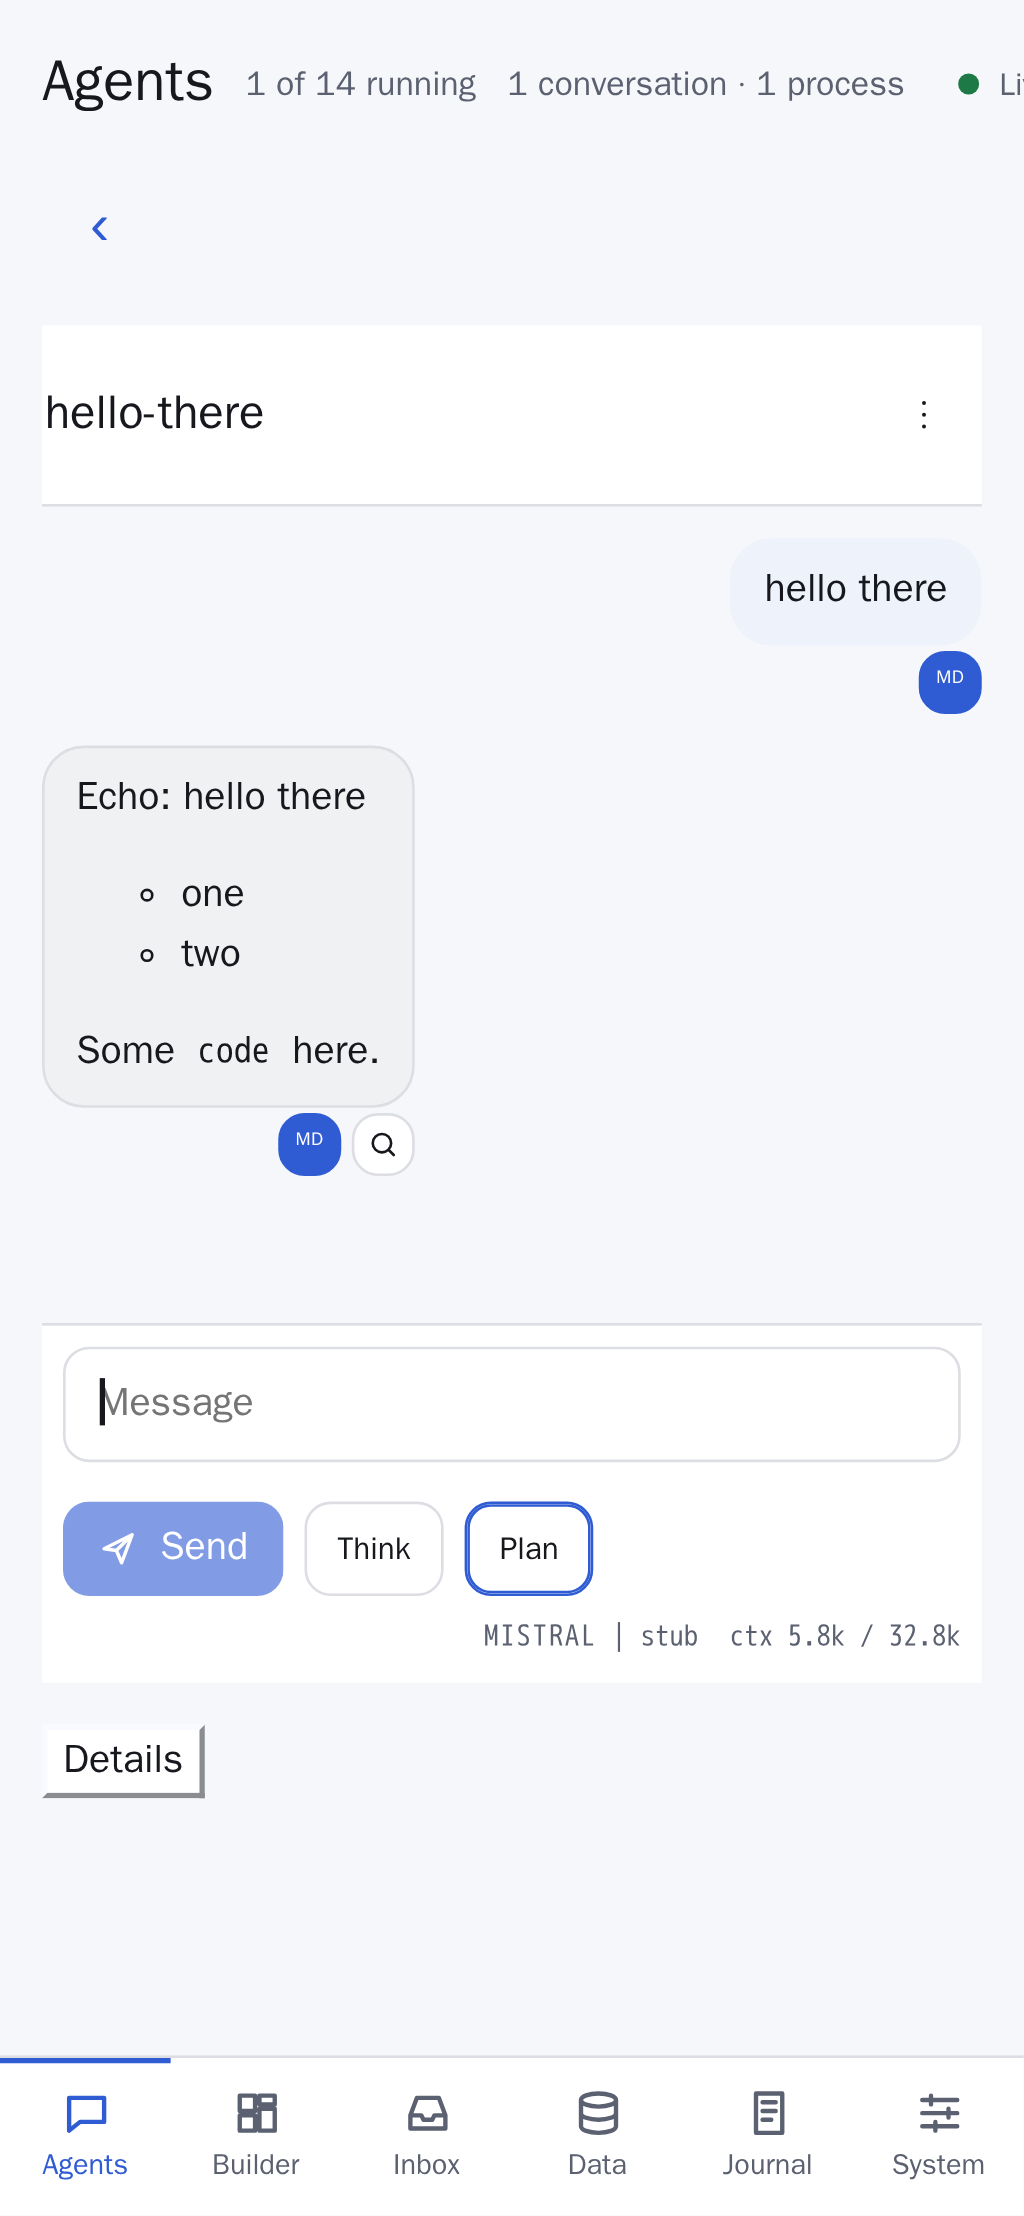 Agents 1 of 14 running 1 conversation · 1 process
hello-there
hello there
MD
Echo: hello there
one
two
Some code here.
MD
Message
Send Think Plan
MISTRAL | stub ctx 5.8k / 32.8k
Details
Agents Builder Inbox Data Journal System